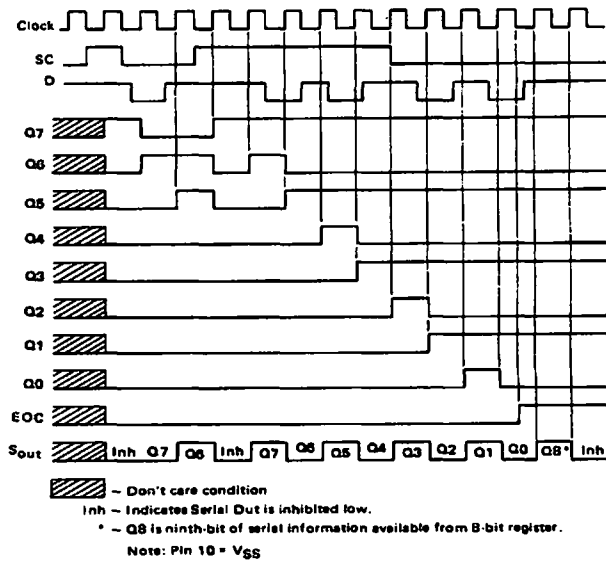 Clock
SC
D
Q7
Q6
Q5
Q4
Q3
Q2
Q1
Q0
EOC
Sout Inh Q7 Q6 Inh Q7 Q6 Q5 Q4 Q3 Q2 Q1 Q0 Q8* Inh
– Don't care condition
Inh – Indicates Serial Out is inhibited low.
* – Q8 is ninth-bit of serial information available from 8-bit register.
Note: Pin 10 = VSS